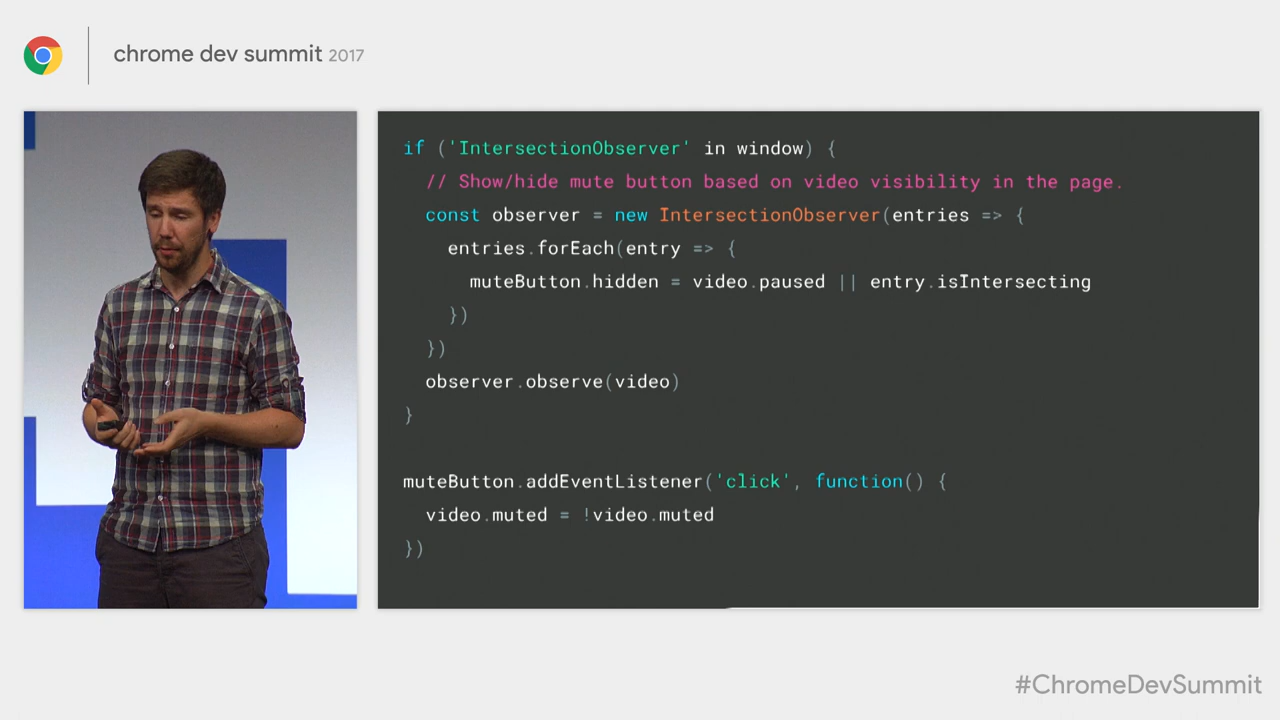 chrome dev summit 2017
if ('IntersectionObserver' in window) {
  // Show/hide mute button based on video visibility in the page.
  const observer = new IntersectionObserver(entries => {
    entries.forEach(entry => {
      muteButton.hidden = video.paused || entry.isIntersecting
    })
  })
  observer.observe(video)
}
muteButton.addEventListener('click', function() {
  video.muted = !video.muted
})
#ChromeDevSummit